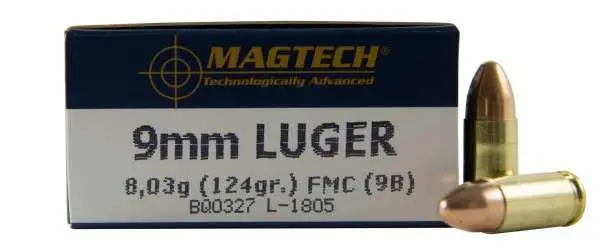 MAGTECH®
Technologically Advanced
9mm LUGER
8,03g (124gr.) FMC (9B)
BQ0327 L-1805